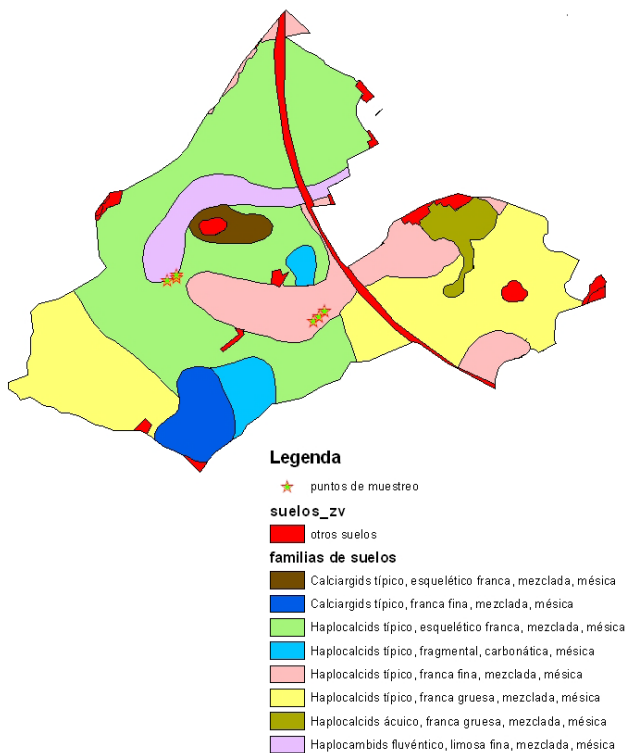 Legenda
puntos de muestreo
suelos_zv
otros suelos
familias de suelos
Calciargids típico, esquelético franca, mezclada, mésica
Calciargids típico, franca fina, mezclada, mésica
Haplocalcids típico, esquelético franca, mezclada, mésica
Haplocalcids típico, fragmental, carbonática, mésica
Haplocalcids típico, franca fina, mezclada, mésica
Haplocalcids típico, franca gruesa, mezclada, mésica
Haplocalcids ácuico, franca gruesa, mezclada, mésica
Haplocambids fluvéntico, limosa fina, mezclada, mésica